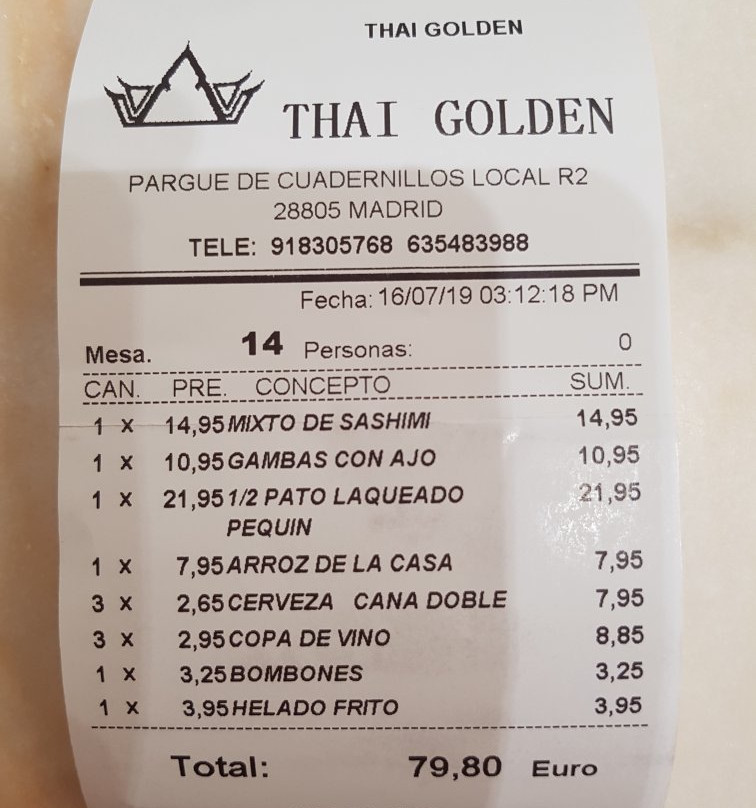 THAI GOLDEN
THAI GOLDEN
PARGUE DE CUADERNILLOS LOCAL R2
28805 MADRID
TELE: 918305768 635483988
Fecha: 16/07/19 03:12:18 PM
Mesa. 14 Personas: 0
CAN. PRE. CONCEPTO SUM.
1 x 14,95 MIXTO DE SASHIMI 14,95
1 x 10,95 GAMBAS CON AJO 10,95
1 x 21,95 1/2 PATO LAQUEADO 21,95
PEQUIN
1 x 7,95 ARROZ DE LA CASA 7,95
3 x 2,65 CERVEZA CANA DOBLE 7,95
3 x 2,95 COPA DE VINO 8,85
1 x 3,25 BOMBONES 3,25
1 x 3,95 HELADO FRITO 3,95
Total: 79,80 Euro